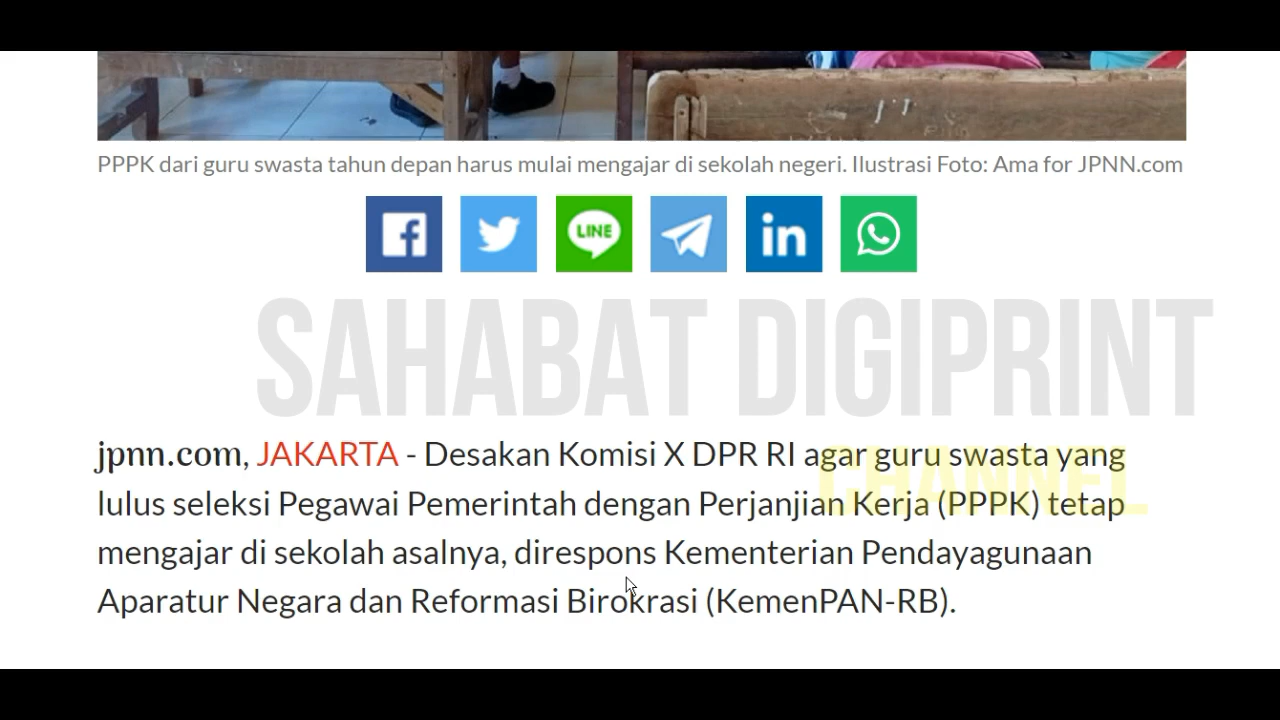 PPPK dari guru swasta tahun depan harus mulai mengajar di sekolah negeri. Ilustrasi Foto: Ama for JPNN.com
LINE
in
SAHABAT DIGIPRINT
CHANNEL
jpnn.com, JAKARTA - Desakan Komisi X DPR RI agar guru swasta yang
lulus seleksi Pegawai Pemerintah dengan Perjanjian Kerja (PPPK) tetap
mengajar di sekolah asalnya, direspons Kementerian Pendayagunaan
Aparatur Negara dan Reformasi Birokrasi (KemenPAN-RB).